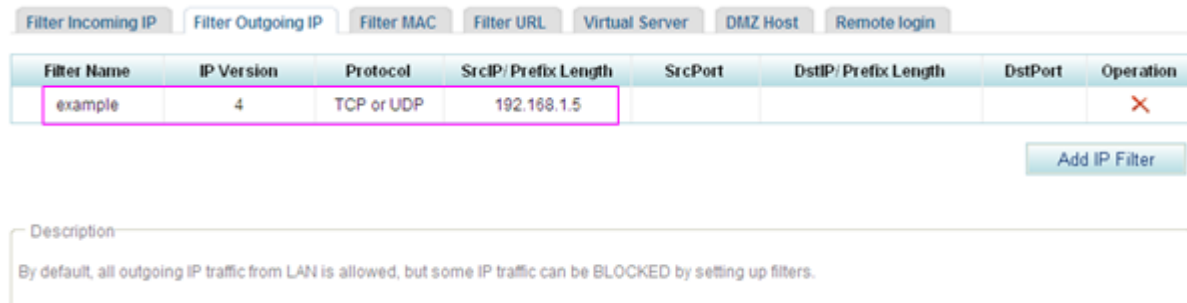 Filter Incoming IP Filter Outgoing IP Filter MAC Filter URL Virtual Server DMZ Host Remote login
Filter Name IP Version Protocol SrcIP/Prefix Length SrcPort DstIP/Prefix Length DstPort Operation
example 4 TCP or UDP 192.168.1.5
Add IP Filter
Description
By default, all outgoing IP traffic from LAN is allowed, but some IP traffic can be BLOCKED by setting up filters.